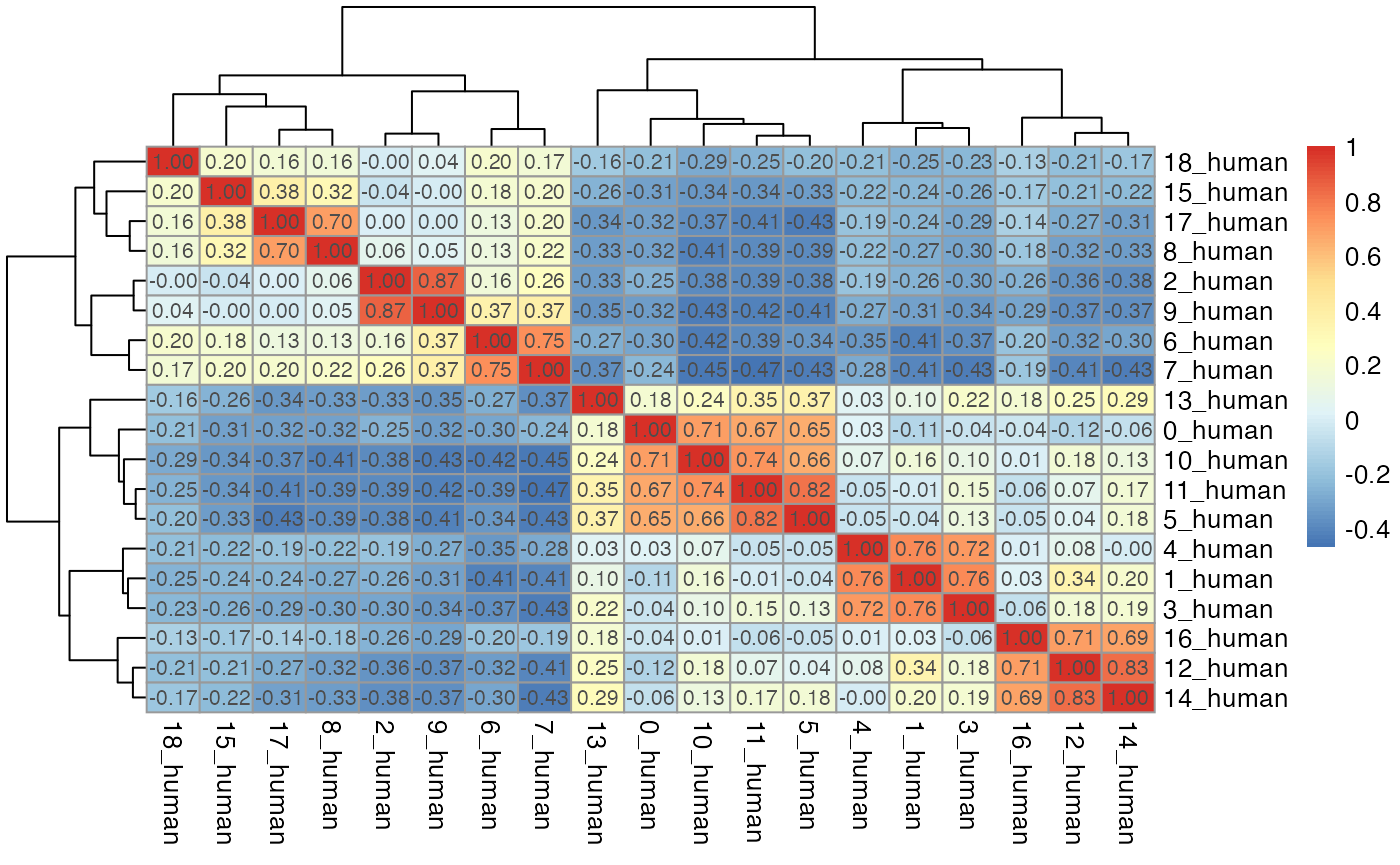 1.00 0.20 0.16 0.16 -0.00 0.04 0.20 0.17 -0.16 -0.21 -0.29 -0.25 -0.20 -0.21 -0.25 -0.23 -0.13 -0.21 -0.17 18_human
0.20 1.00 0.38 0.32 -0.04 -0.00 0.18 0.20 -0.26 -0.31 -0.34 -0.34 -0.33 -0.22 -0.24 -0.26 -0.17 -0.21 -0.22 15_human
0.16 0.38 1.00 0.70 0.00 0.00 0.13 0.20 -0.34 -0.32 -0.37 -0.41 -0.43 -0.19 -0.24 -0.29 -0.14 -0.27 -0.31 17_human
0.16 0.32 0.70 1.00 0.06 0.05 0.13 0.22 -0.33 -0.32 -0.41 -0.39 -0.39 -0.22 -0.27 -0.30 -0.18 -0.32 -0.33 8_human
-0.00 -0.04 0.00 0.06 1.00 0.87 0.16 0.26 -0.33 -0.25 -0.38 -0.39 -0.38 -0.19 -0.26 -0.30 -0.26 -0.36 -0.38 2_human
0.04 -0.00 0.00 0.05 0.87 1.00 0.37 0.37 -0.35 -0.32 -0.43 -0.42 -0.41 -0.27 -0.31 -0.34 -0.29 -0.37 -0.37 9_human
0.20 0.18 0.13 0.13 0.16 0.37 1.00 0.75 -0.27 -0.30 -0.42 -0.39 -0.34 -0.35 -0.41 -0.37 -0.20 -0.32 -0.30 6_human
0.17 0.20 0.20 0.22 0.26 0.37 0.75 1.00 -0.37 -0.24 -0.45 -0.47 -0.43 -0.28 -0.41 -0.43 -0.19 -0.41 -0.43 7_human
-0.16 -0.26 -0.34 -0.33 -0.33 -0.35 -0.27 -0.37 1.00 0.18 0.24 0.35 0.37 0.03 0.10 0.22 0.18 0.25 0.29 13_human
-0.21 -0.31 -0.32 -0.32 -0.25 -0.32 -0.30 -0.24 0.18 1.00 0.71 0.67 0.65 0.03 -0.11 -0.04 -0.04 -0.12 -0.06 0_human
-0.29 -0.34 -0.37 -0.41 -0.38 -0.43 -0.42 -0.45 0.24 0.71 1.00 0.74 0.66 0.07 0.16 0.10 0.01 0.18 0.13 10_human
-0.25 -0.34 -0.41 -0.39 -0.39 -0.42 -0.39 -0.47 0.35 0.67 0.74 1.00 0.82 -0.05 -0.01 0.15 -0.06 0.07 0.17 11_human
-0.20 -0.33 -0.43 -0.39 -0.38 -0.41 -0.34 -0.43 0.37 0.65 0.66 0.82 1.00 -0.05 -0.04 0.13 -0.05 0.04 0.18 5_human
-0.21 -0.22 -0.19 -0.22 -0.19 -0.27 -0.35 -0.28 0.03 0.03 0.07 -0.05 -0.05 1.00 0.76 0.72 0.01 0.08 -0.00 4_human
-0.25 -0.24 -0.24 -0.27 -0.26 -0.31 -0.41 -0.41 0.10 -0.11 0.16 -0.01 -0.04 0.76 1.00 0.76 0.03 0.34 0.20 1_human
-0.23 -0.26 -0.29 -0.30 -0.30 -0.34 -0.37 -0.43 0.22 -0.04 0.10 0.15 0.13 0.72 0.76 1.00 -0.06 0.18 0.19 3_human
-0.13 -0.17 -0.14 -0.18 -0.26 -0.29 -0.20 -0.19 0.18 -0.04 0.01 -0.06 -0.05 0.01 0.03 -0.06 1.00 0.71 0.69 16_human
-0.21 -0.21 -0.27 -0.32 -0.36 -0.37 -0.32 -0.41 0.25 -0.12 0.18 0.07 0.04 0.08 0.34 0.18 0.71 1.00 0.83 12_human
-0.17 -0.22 -0.31 -0.33 -0.38 -0.37 -0.30 -0.43 0.29 -0.06 0.13 0.17 0.18 -0.00 0.20 0.19 0.69 0.83 1.00 14_human
18_human
15_human
17_human
8_human
2_human
9_human
6_human
7_human
13_human
0_human
10_human
11_human
5_human
4_human
1_human
3_human
16_human
12_human
14_human
1
0.8
0.6
0.4
0.2
0
-0.2
-0.4